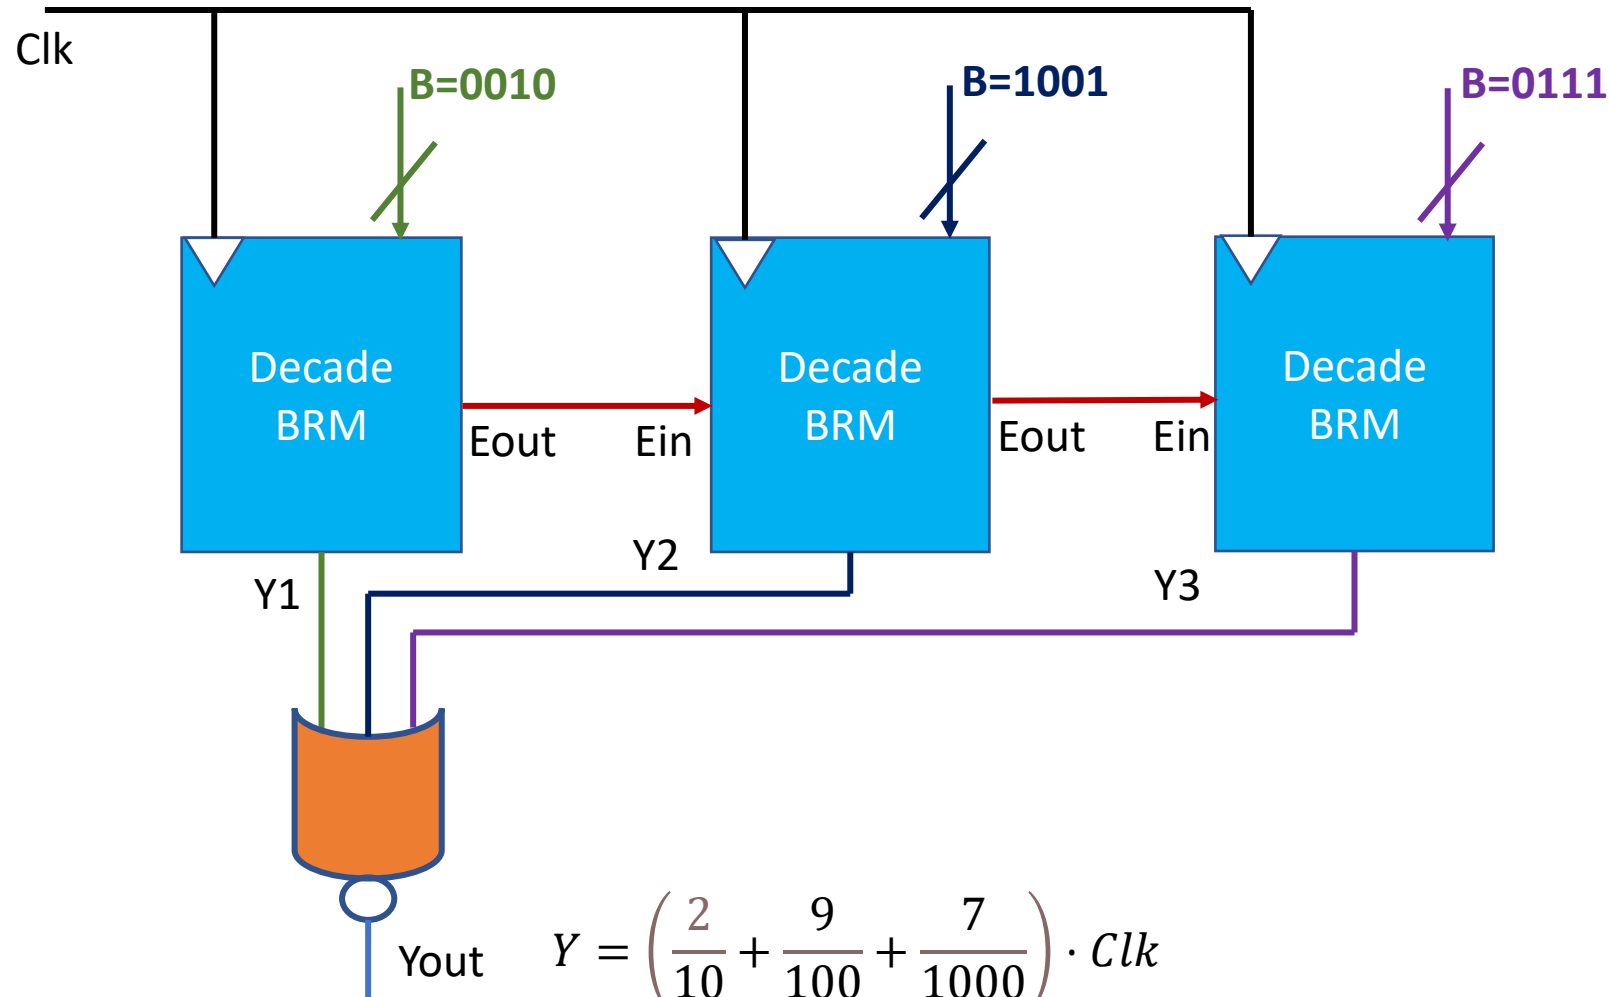 Clk
B=0010
B=1001
B=0111
Decade
BRM
Decade
BRM
Decade
BRM
Eout
Ein
Eout
Ein
Y1
Y2
Y3
Yout
Y = (2/10 + 9/100 + 7/1000) · Clk